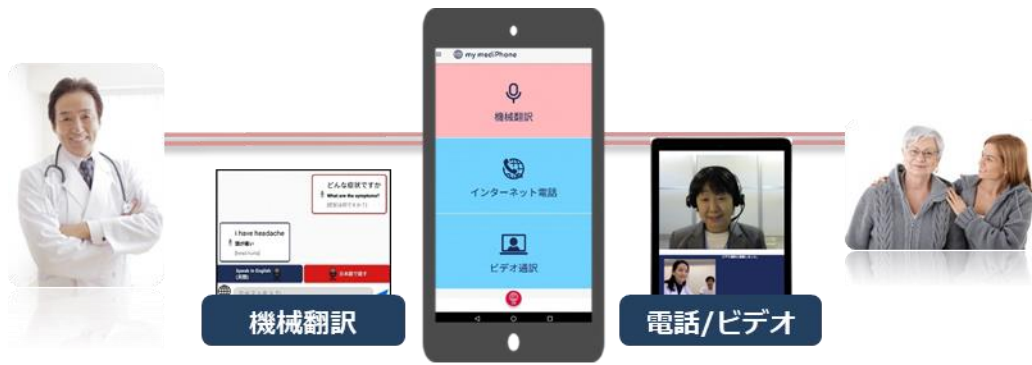 my mediPhone
機械翻訳
インターネット電話
ビデオ通訳
どんな症状ですか
What are the symptoms?
I have headache
頭が痛い
Speak in English
(英語)
日本語で話す
機械翻訳
電話/ビデオ